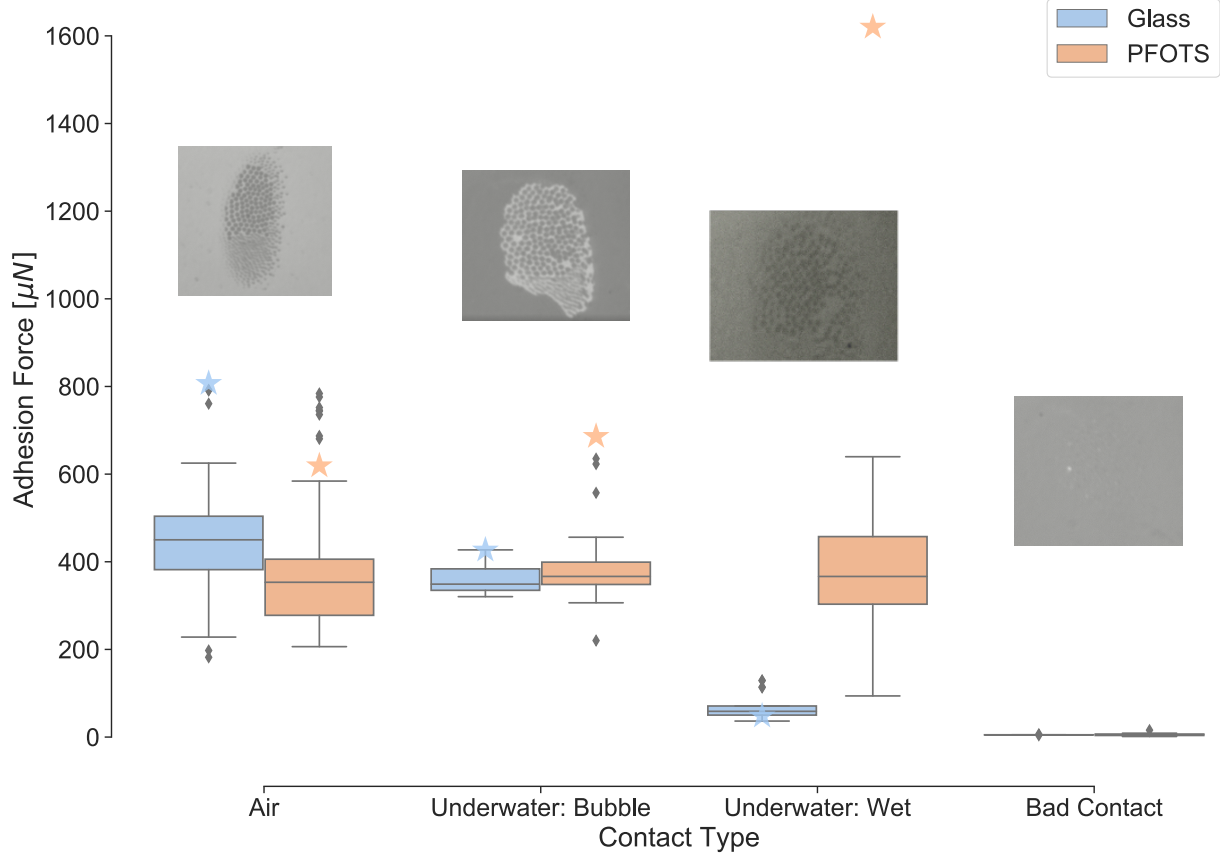 Glass
PFOTS
1600
1400
1200
1000
800
600
400
200
0
Adhesion Force [μN]
Air
Underwater: Bubble
Underwater: Wet
Bad Contact
Contact Type